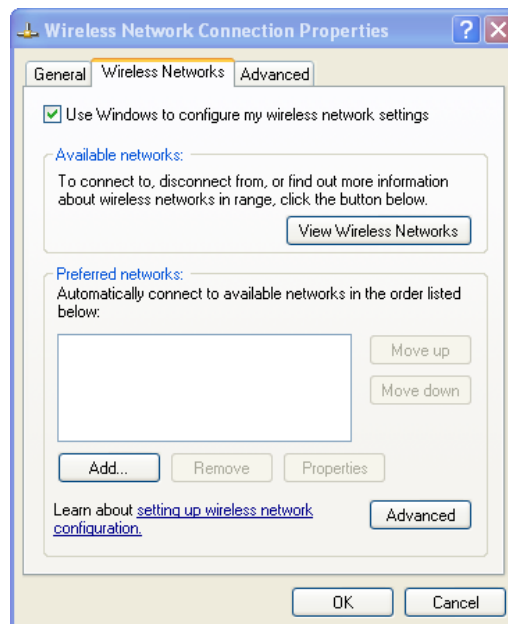 Wireless Network Connection Properties
General
Wireless Networks
Advanced
Use Windows to configure my wireless network settings
Available networks:
To connect to, disconnect from, or find out more information
about wireless networks in range, click the button below.
View Wireless Networks
Preferred networks:
Automatically connect to available networks in the order listed
below:
Move up
Move down
Add...
Remove
Properties
Learn about setting up wireless network
configuration.
Advanced
OK
Cancel